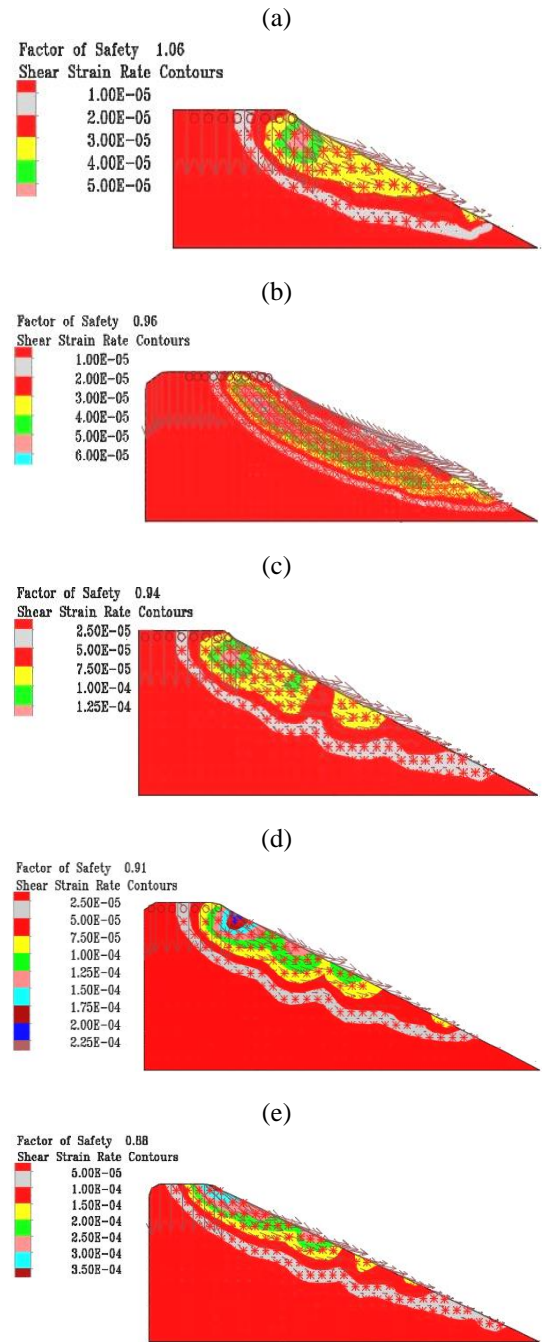 (a)
Factor of Safety 1.06
Shear Strain Rate Contours
1.00E-05
2.00E-05
3.00E-05
4.00E-05
5.00E-05
(b)
Factor of Safety 0.96
Shear Strain Rate Contours
1.00E-05
2.00E-05
3.00E-05
4.00E-05
5.00E-05
6.00E-05
(c)
Factor of Safety 0.94
Shear Strain Rate Contours
2.50E-05
5.00E-05
7.50E-05
1.00E-04
1.25E-04
(d)
Factor of Safety 0.91
Shear Strain Rate Contours
2.50E-05
5.00E-05
7.50E-05
1.00E-04
1.25E-04
1.50E-04
1.75E-04
2.00E-04
2.25E-04
(e)
Factor of Safety
Shear Strain Rate Contours
5.00E-05
1.00E-04
1.50E-04
2.00E-04
2.50E-04
3.00E-04
3.50E-04